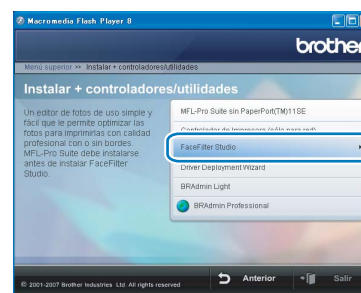 Macromedia Flash Player 8
brother
Menú superior >> Instalar + controladores/utilidades
Instalar + controladores/utilidades
Un editor de fotos de uso simple y
fácil que le permite optimizar las
fotos para imprimirlas con calidad
profesional con o sin bordes.
MFL-Pro Suite debe instalarse
antes de instalar FaceFilter
Studio.
MFL-Pro Suite sin PaperPort(TM)11SE
Controlador de Impresora (sólo para red)
FaceFilter Studio
Driver Deployment Wizard
BRAdmin Light
BRAdmin Professional
© 2001-2007 Brother Industries Ltd All rights reserved
Anterior
Salir